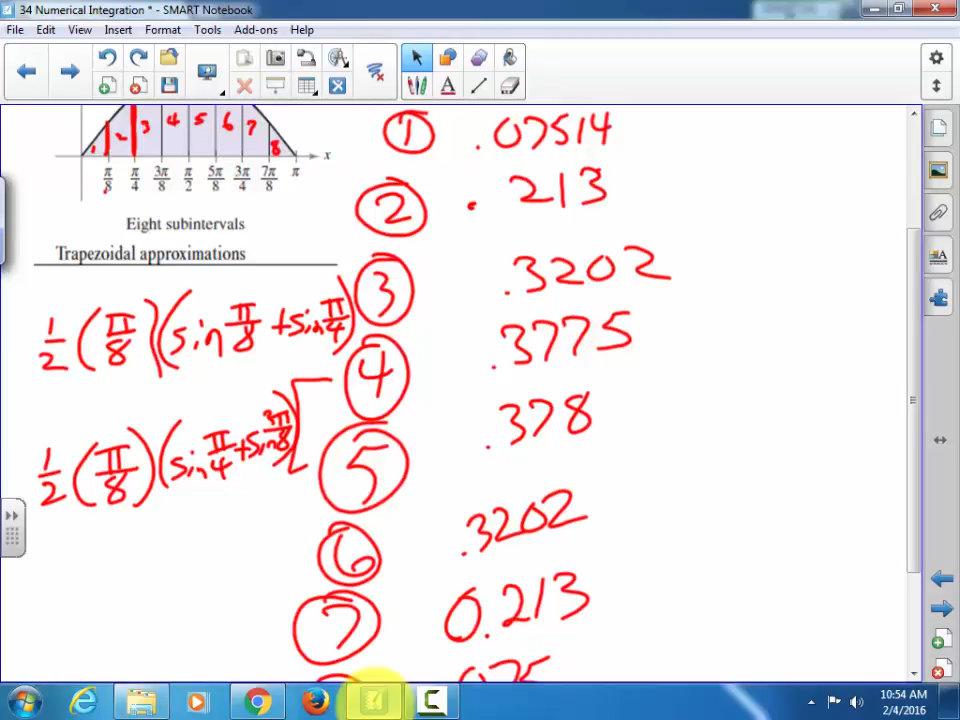 34 Numerical Integration * - SMART Notebook
File Edit View Insert Format Tools Add-ons Help
1 2 3 4 5 6 7 8
x
π/8 π/4 3π/8 π/2 5π/8 3π/4 7π/8 π
Eight subintervals
Trapezoidal approximations
① .07514
② .213
③ .3202
1/2 (π/8)(sin π/8 + sin π/4)
④ .3775
1/2 (π/8)(sin π/4 + sin 3π/8)
⑤ .378
⑥ .3202
⑦ 0.213
.075
10:54 AM
2/4/2016